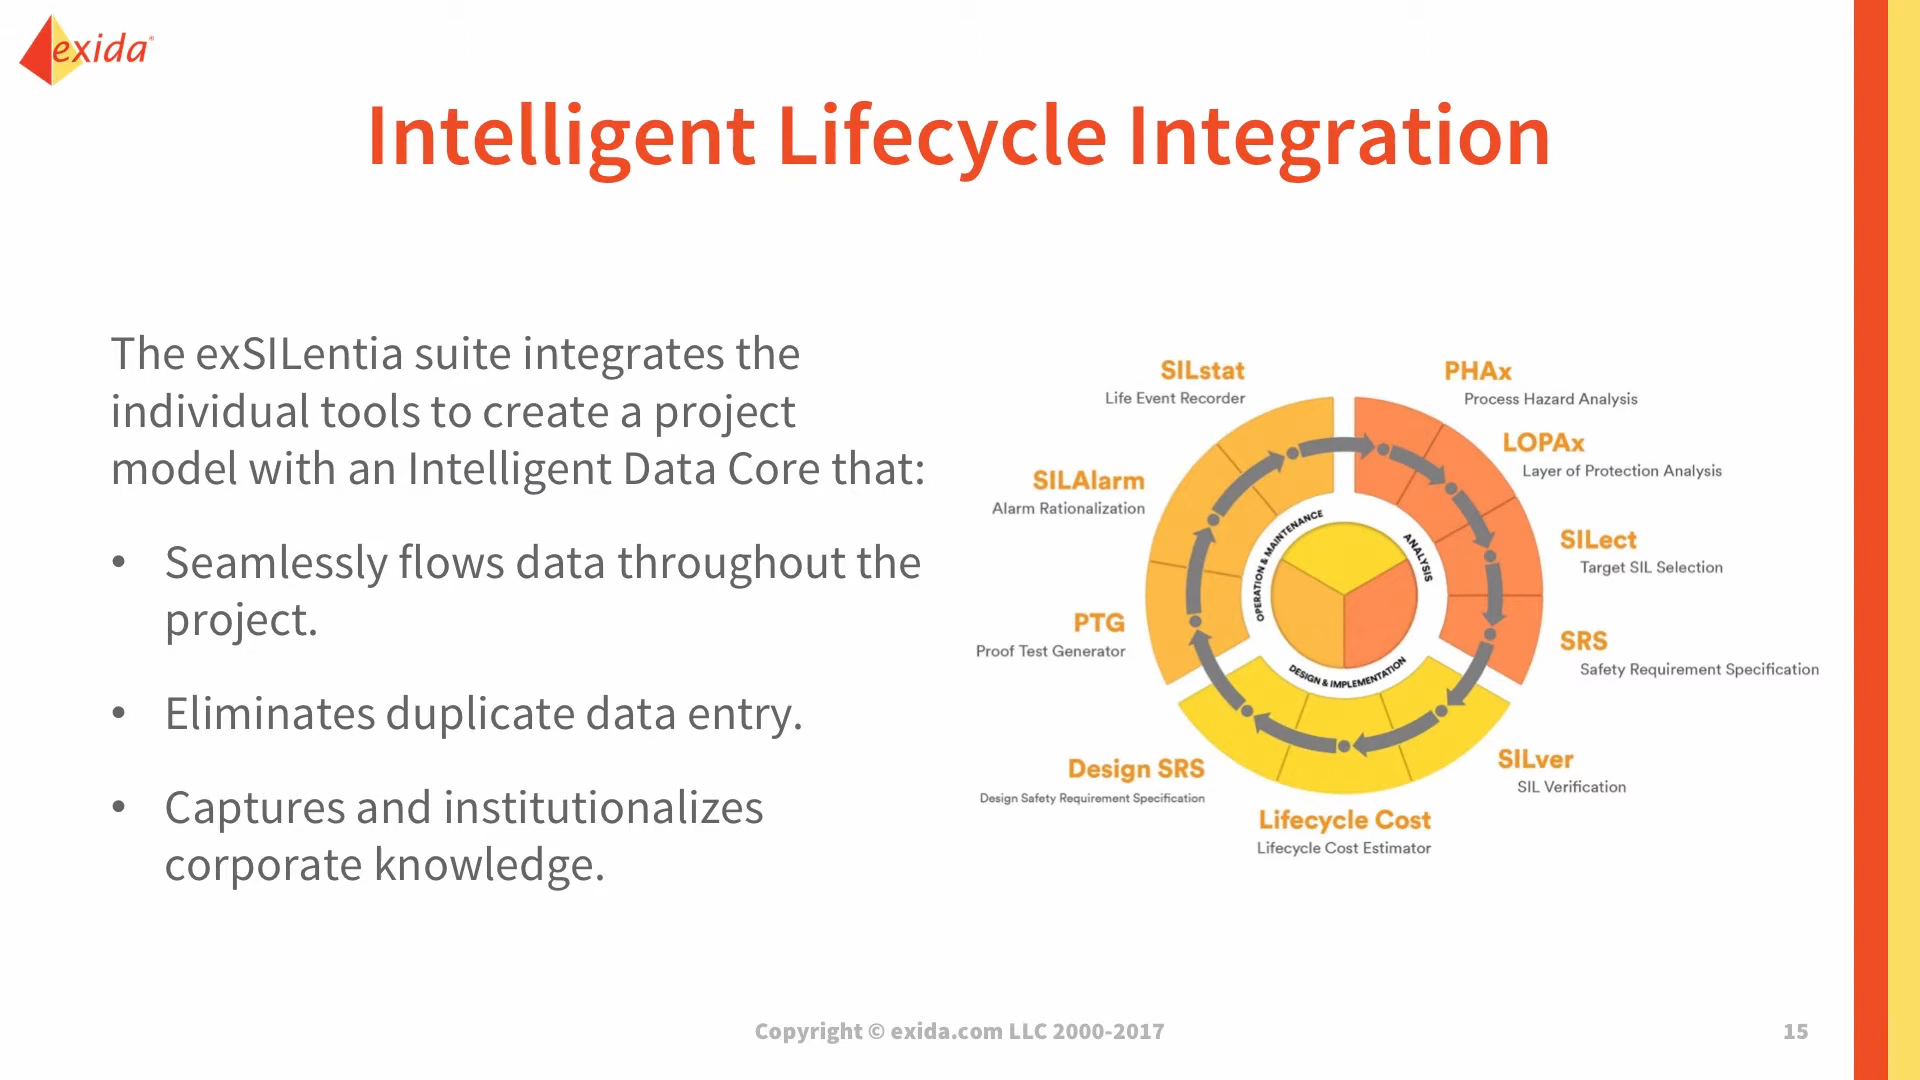 exida
Intelligent Lifecycle Integration
The exSILentia suite integrates the
individual tools to create a project
model with an Intelligent Data Core that:
• Seamlessly flows data throughout the
project.
• Eliminates duplicate data entry.
• Captures and institutionalizes
corporate knowledge.
SILstat
Life Event Recorder
PHAx
Process Hazard Analysis
LOPAx
Layer of Protection Analysis
SILAlarm
Alarm Rationalization
SILect
Target SIL Selection
PTG
Proof Test Generator
SRS
Safety Requirement Specification
OPERATION & MAINTENANCE
ANALYSIS
DESIGN & IMPLEMENTATION
Design SRS
Design Safety Requirement Specification
SILver
SIL Verification
Lifecycle Cost
Lifecycle Cost Estimator
Copyright © exida.com LLC 2000-2017
15